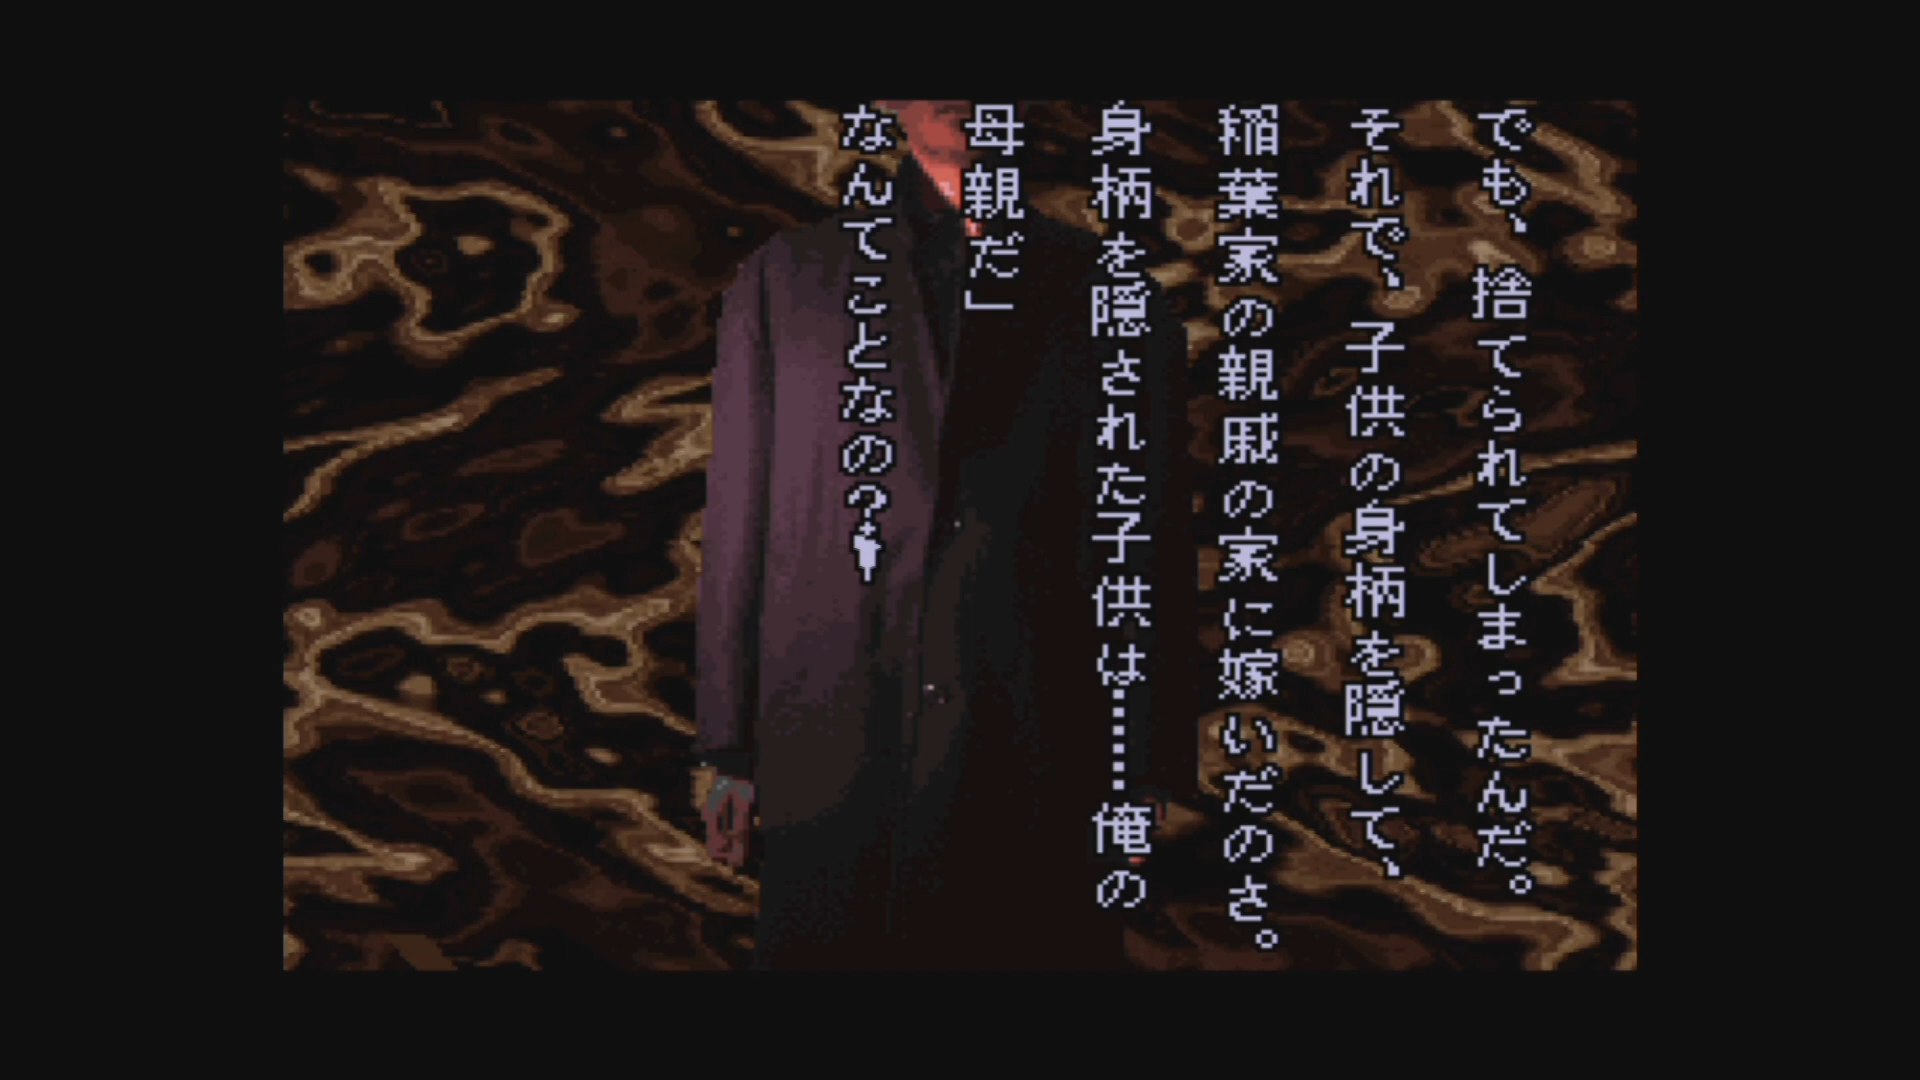 でも、捨てられてしまったんだ。
それで、子供の身柄を隠して、
稲葉家の親戚の家に嫁いだのさ。
身柄を隠された子供は……俺の
母親だ」
なんてことなの？